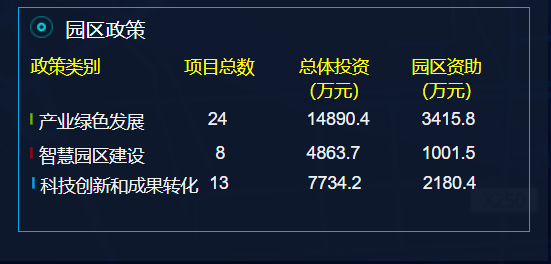 园区政策
政策类别 项目总数 总体投资 园区资助
(万元) (万元)
产业绿色发展 24 14890.4 3415.8
智慧园区建设 8 4863.7 1001.5
科技创新和成果转化 13 7734.2 2180.4